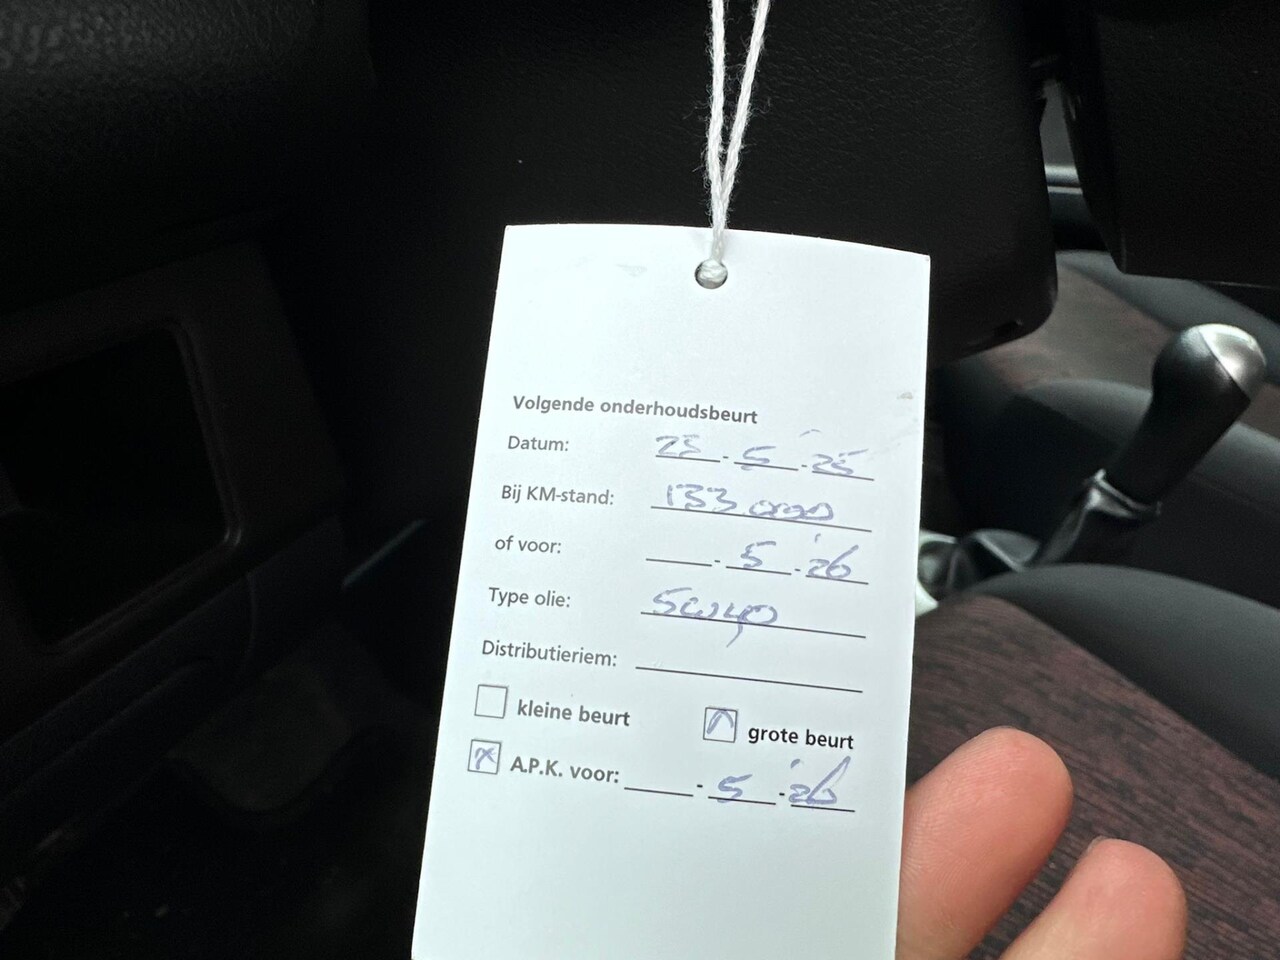 Volgende onderhoudsbeurt
Datum: 25-5-25
Bij KM-stand: 133.000
of voor: -5-'26
Type olie: 5W40
Distributieriem:
kleine beurt grote beurt
A.P.K. voor: -5-'26